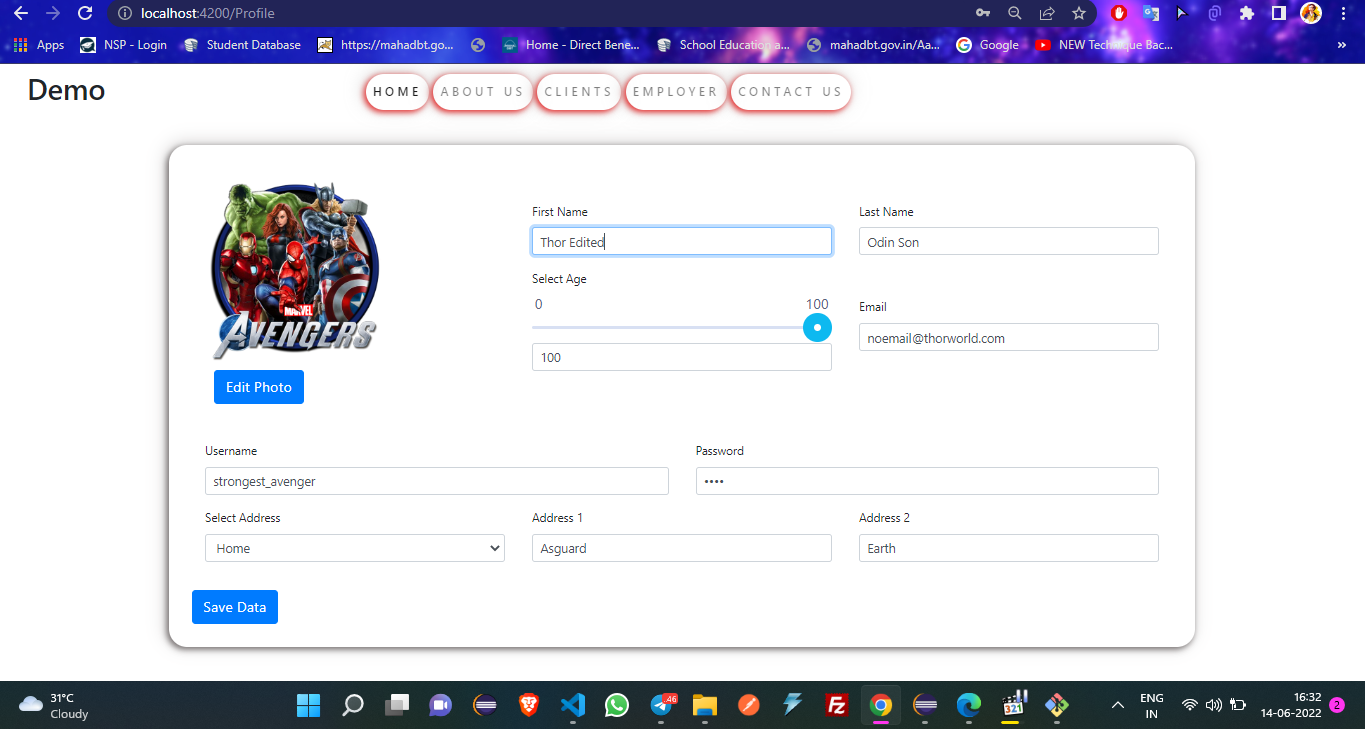 localhost:4200/Profile
Apps NSP - Login Student Database https://mahadbt.go... Home - Direct Bene... School Education a... mahadbt.gov.in/Aa... Google NEW Technique Bac... »
Demo HOME ABOUT US CLIENTS EMPLOYER CONTACT US
MARVEL
AVENGERS
Edit Photo
First Name Last Name
Thor Edited Odin Son
Select Age
0 100
Email
noemail@thorworld.com
100
Username Password
strongest_avenger ••••
Select Address Address 1 Address 2
Home Asguard Earth
Save Data
31°C
Cloudy
46
Fz
321
ENG
IN
16:32
14-06-2022
2